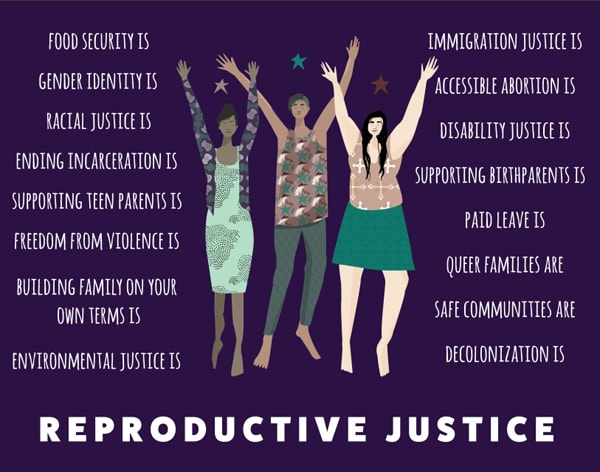 FOOD SECURITY IS
GENDER IDENTITY IS
RACIAL JUSTICE IS
ENDING INCARCERATION IS
SUPPORTING TEEN PARENTS IS
FREEDOM FROM VIOLENCE IS
BUILDING FAMILY ON YOUR
OWN TERMS IS
ENVIRONMENTAL JUSTICE IS
IMMIGRATION JUSTICE IS
ACCESSIBLE ABORTION IS
DISABILITY JUSTICE IS
SUPPORTING BIRTHPARENTS IS
PAID LEAVE IS
QUEER FAMILIES ARE
SAFE COMMUNITIES ARE
DECOLONIZATION IS
REPRODUCTIVE JUSTICE